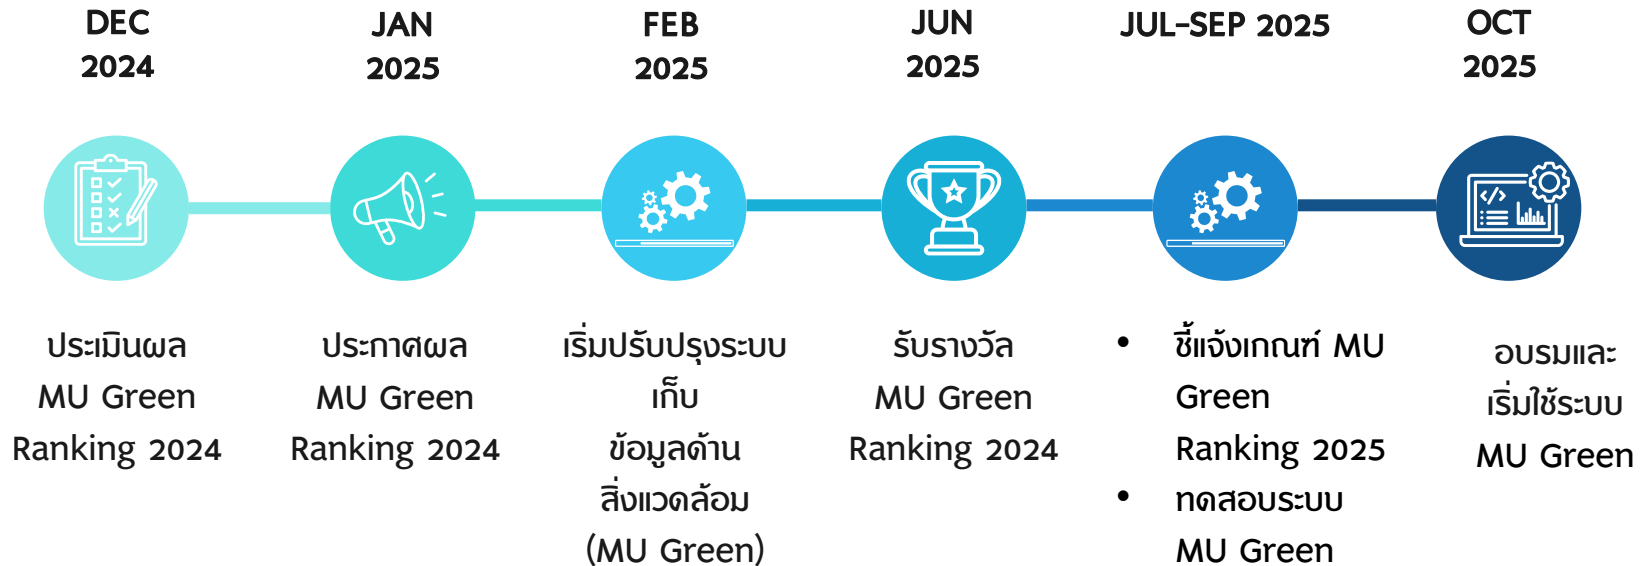 DEC
2024
JAN
2025
FEB
2025
JUN
2025
JUL-SEP 2025
OCT
2025
ประเมินผล
MU Green
Ranking 2024
ประกาศผล
MU Green
Ranking 2024
เริ่มปรับปรุงระบบ
เก็บ
ข้อมูลด้าน
สิ่งแวดล้อม
(MU Green)
รับรางวัล
MU Green
Ranking 2024
• ชี้แจ้งเกณฑ์ MU
Green
Ranking 2025
• ทดสอบระบบ
MU Green
อบรมและ
เริ่มใช้ระบบ
MU Green